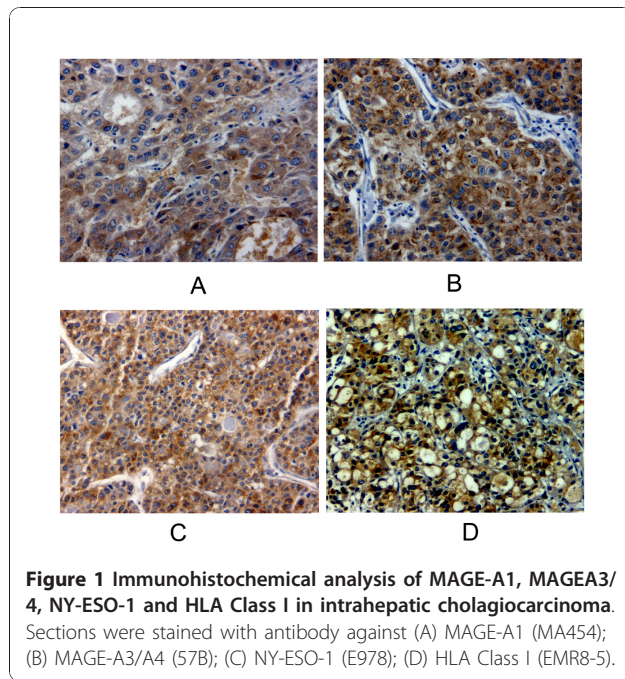 A
B
C
D
Figure 1 Immunohistochemical analysis of MAGE-A1, MAGEA3/
4, NY-ESO-1 and HLA Class I in intrahepatic cholagiocarcinoma.
Sections were stained with antibody against (A) MAGE-A1 (MA454);
(B) MAGE-A3/A4 (57B); (C) NY-ESO-1 (E978); (D) HLA Class I (EMR8-5).